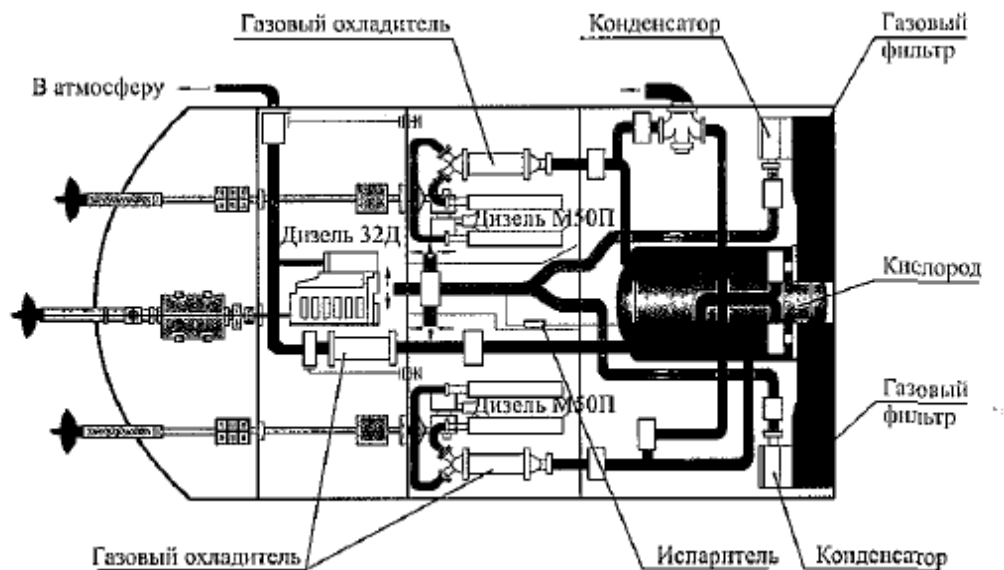 Газовый охладитель
Конденсатор
Газовый
фильтр
В атмосферу
Дизель М50П
Дизель 32Д
Кислород
Дизель М50П
Газовый
фильтр
Газовый охладитель
Испаритель
Конденсатор